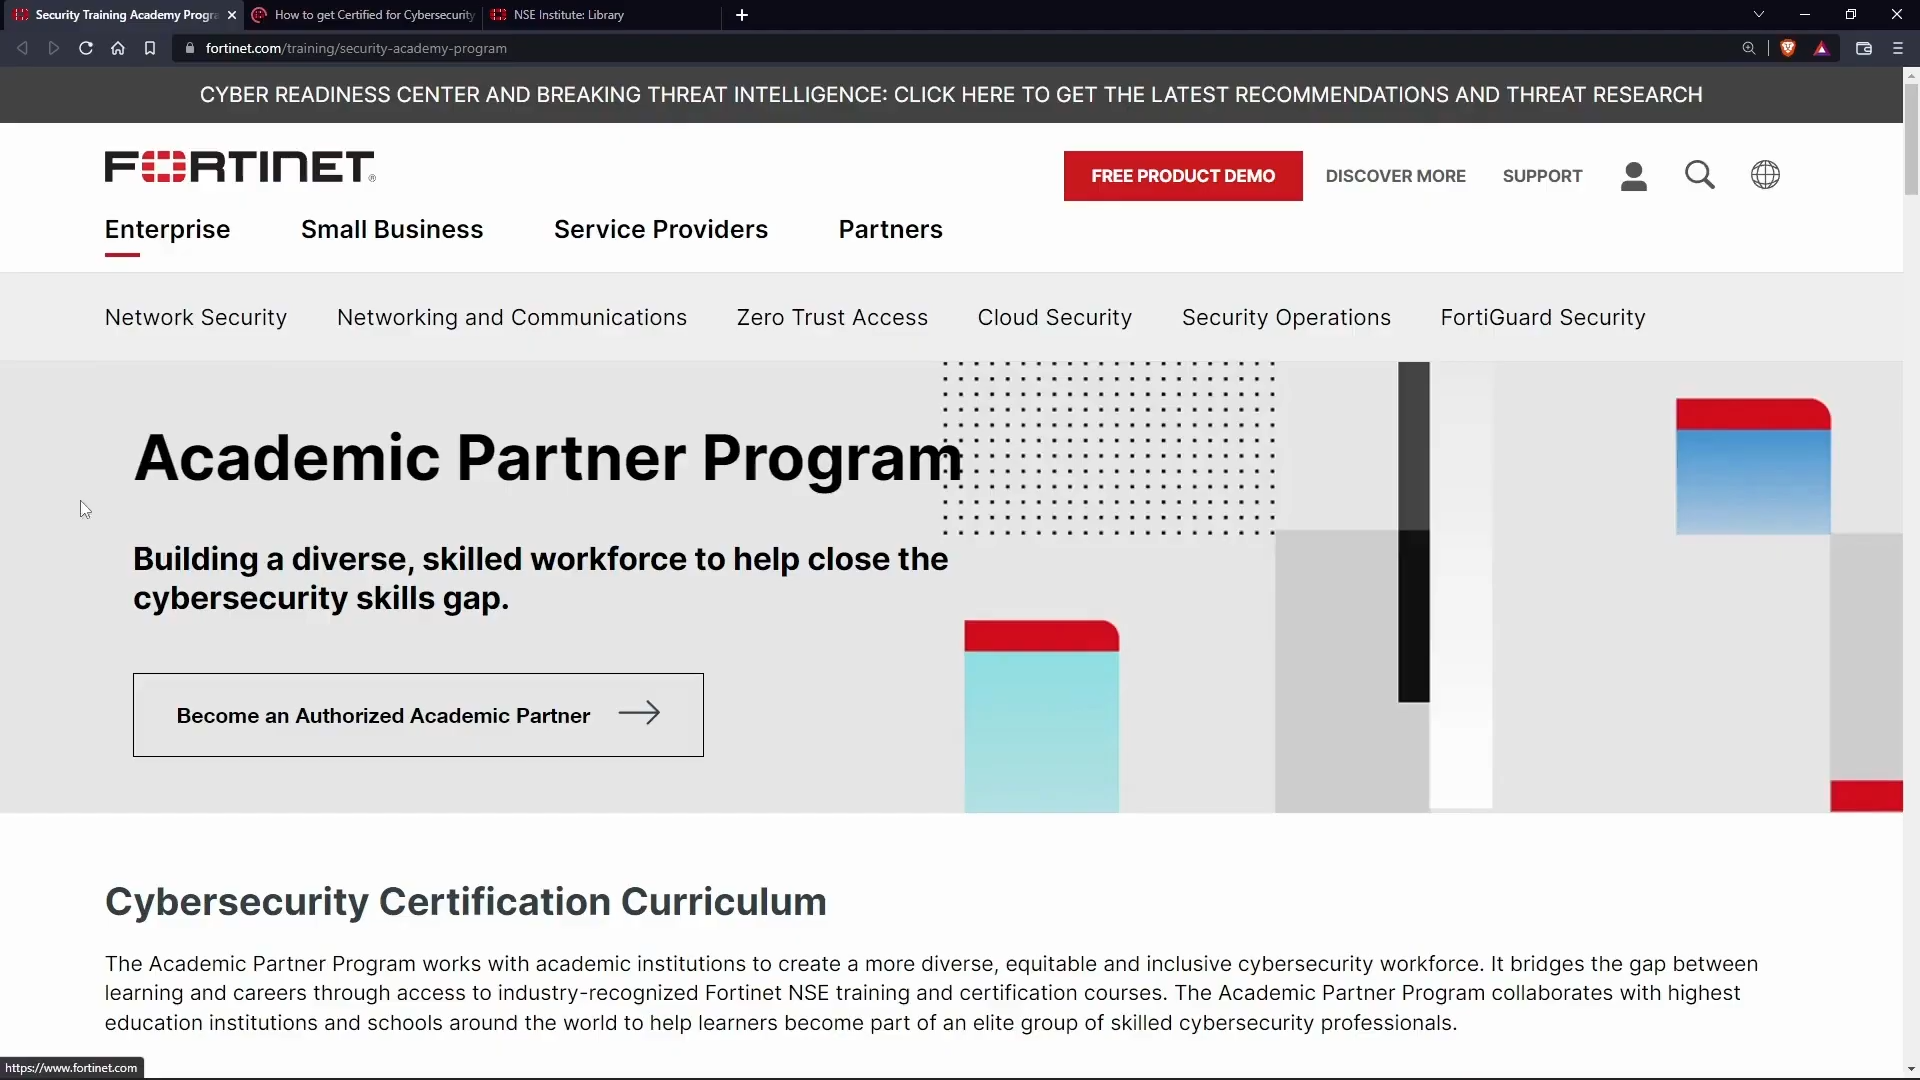 Security Training Academy Progra
How to get Certified for Cybersecurity
NSE Institute: Library
fortinet.com/training/security-academy-program
CYBER READINESS CENTER AND BREAKING THREAT INTELLIGENCE: CLICK HERE TO GET THE LATEST RECOMMENDATIONS AND THREAT RESEARCH
FORTINET®
FREE PRODUCT DEMO
DISCOVER MORE
SUPPORT
Enterprise
Small Business
Service Providers
Partners
Network Security
Networking and Communications
Zero Trust Access
Cloud Security
Security Operations
FortiGuard Security
Academic Partner Program
Building a diverse, skilled workforce to help close the
cybersecurity skills gap.
Become an Authorized Academic Partner
Cybersecurity Certification Curriculum
The Academic Partner Program works with academic institutions to create a more diverse, equitable and inclusive cybersecurity workforce. It bridges the gap between
learning and careers through access to industry-recognized Fortinet NSE training and certification courses. The Academic Partner Program collaborates with highest
education institutions and schools around the world to help learners become part of an elite group of skilled cybersecurity professionals.
https://www.fortinet.com